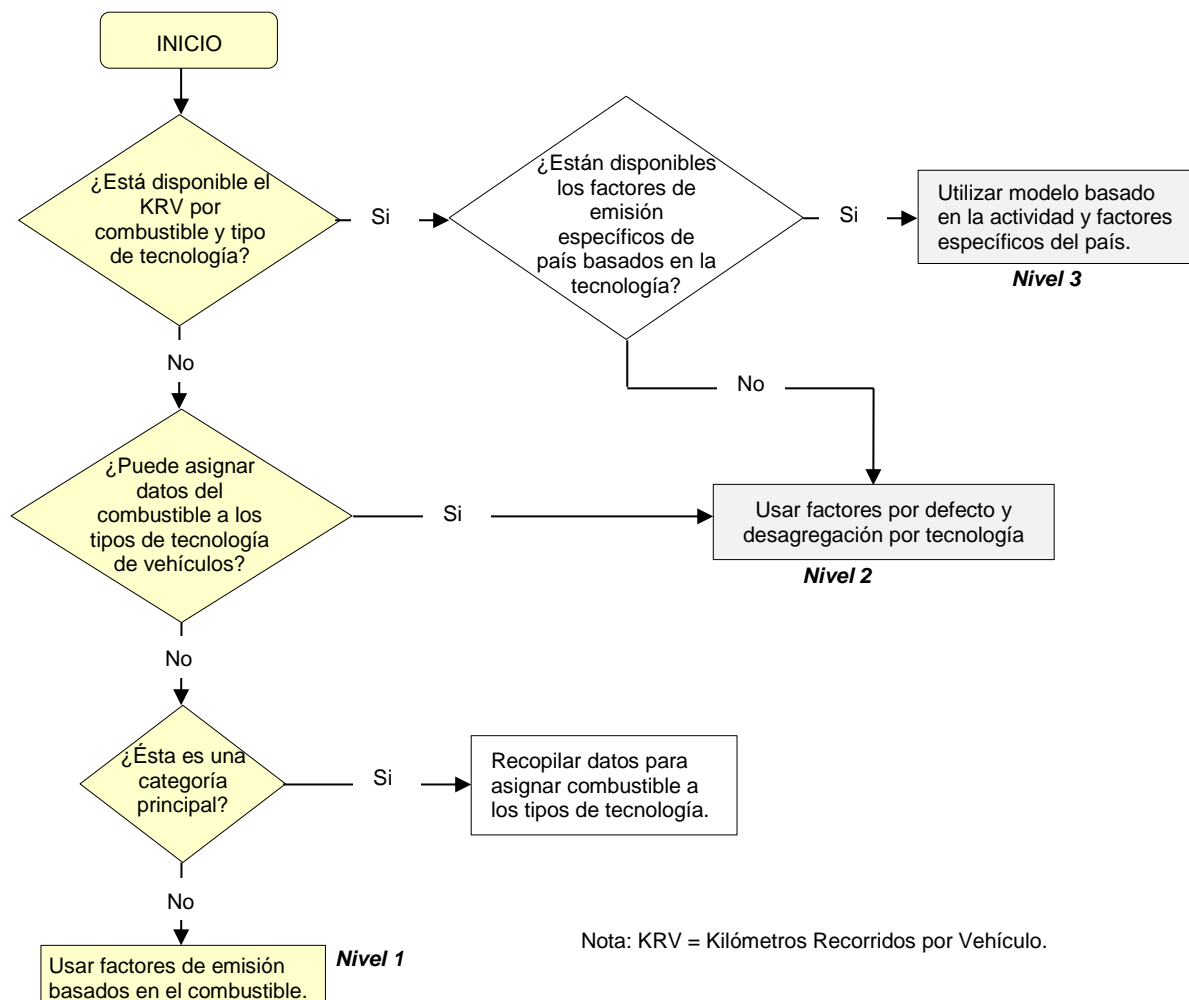 INICIO
¿Está disponible el
KRV por
combustible y tipo
de tecnología?
Si
¿Están disponibles
los factores de
emisión
específicos de
país basados en la
tecnología?
Si
Utilizar modelo basado
en la actividad y factores
específicos del país.
Nivel 3
No
No
¿Puede asignar
datos del
combustible a los
tipos de tecnología
de vehículos?
Si
Usar factores por defecto y
desagregación por tecnología
Nivel 2
No
¿Ésta es una
categoría
principal?
Si
Recopilar datos para
asignar combustible a
los tipos de tecnología.
No
Usar factores de emisión
basados en el combustible.
Nivel 1
Nota: KRV = Kilómetros Recorridos por Vehículo.